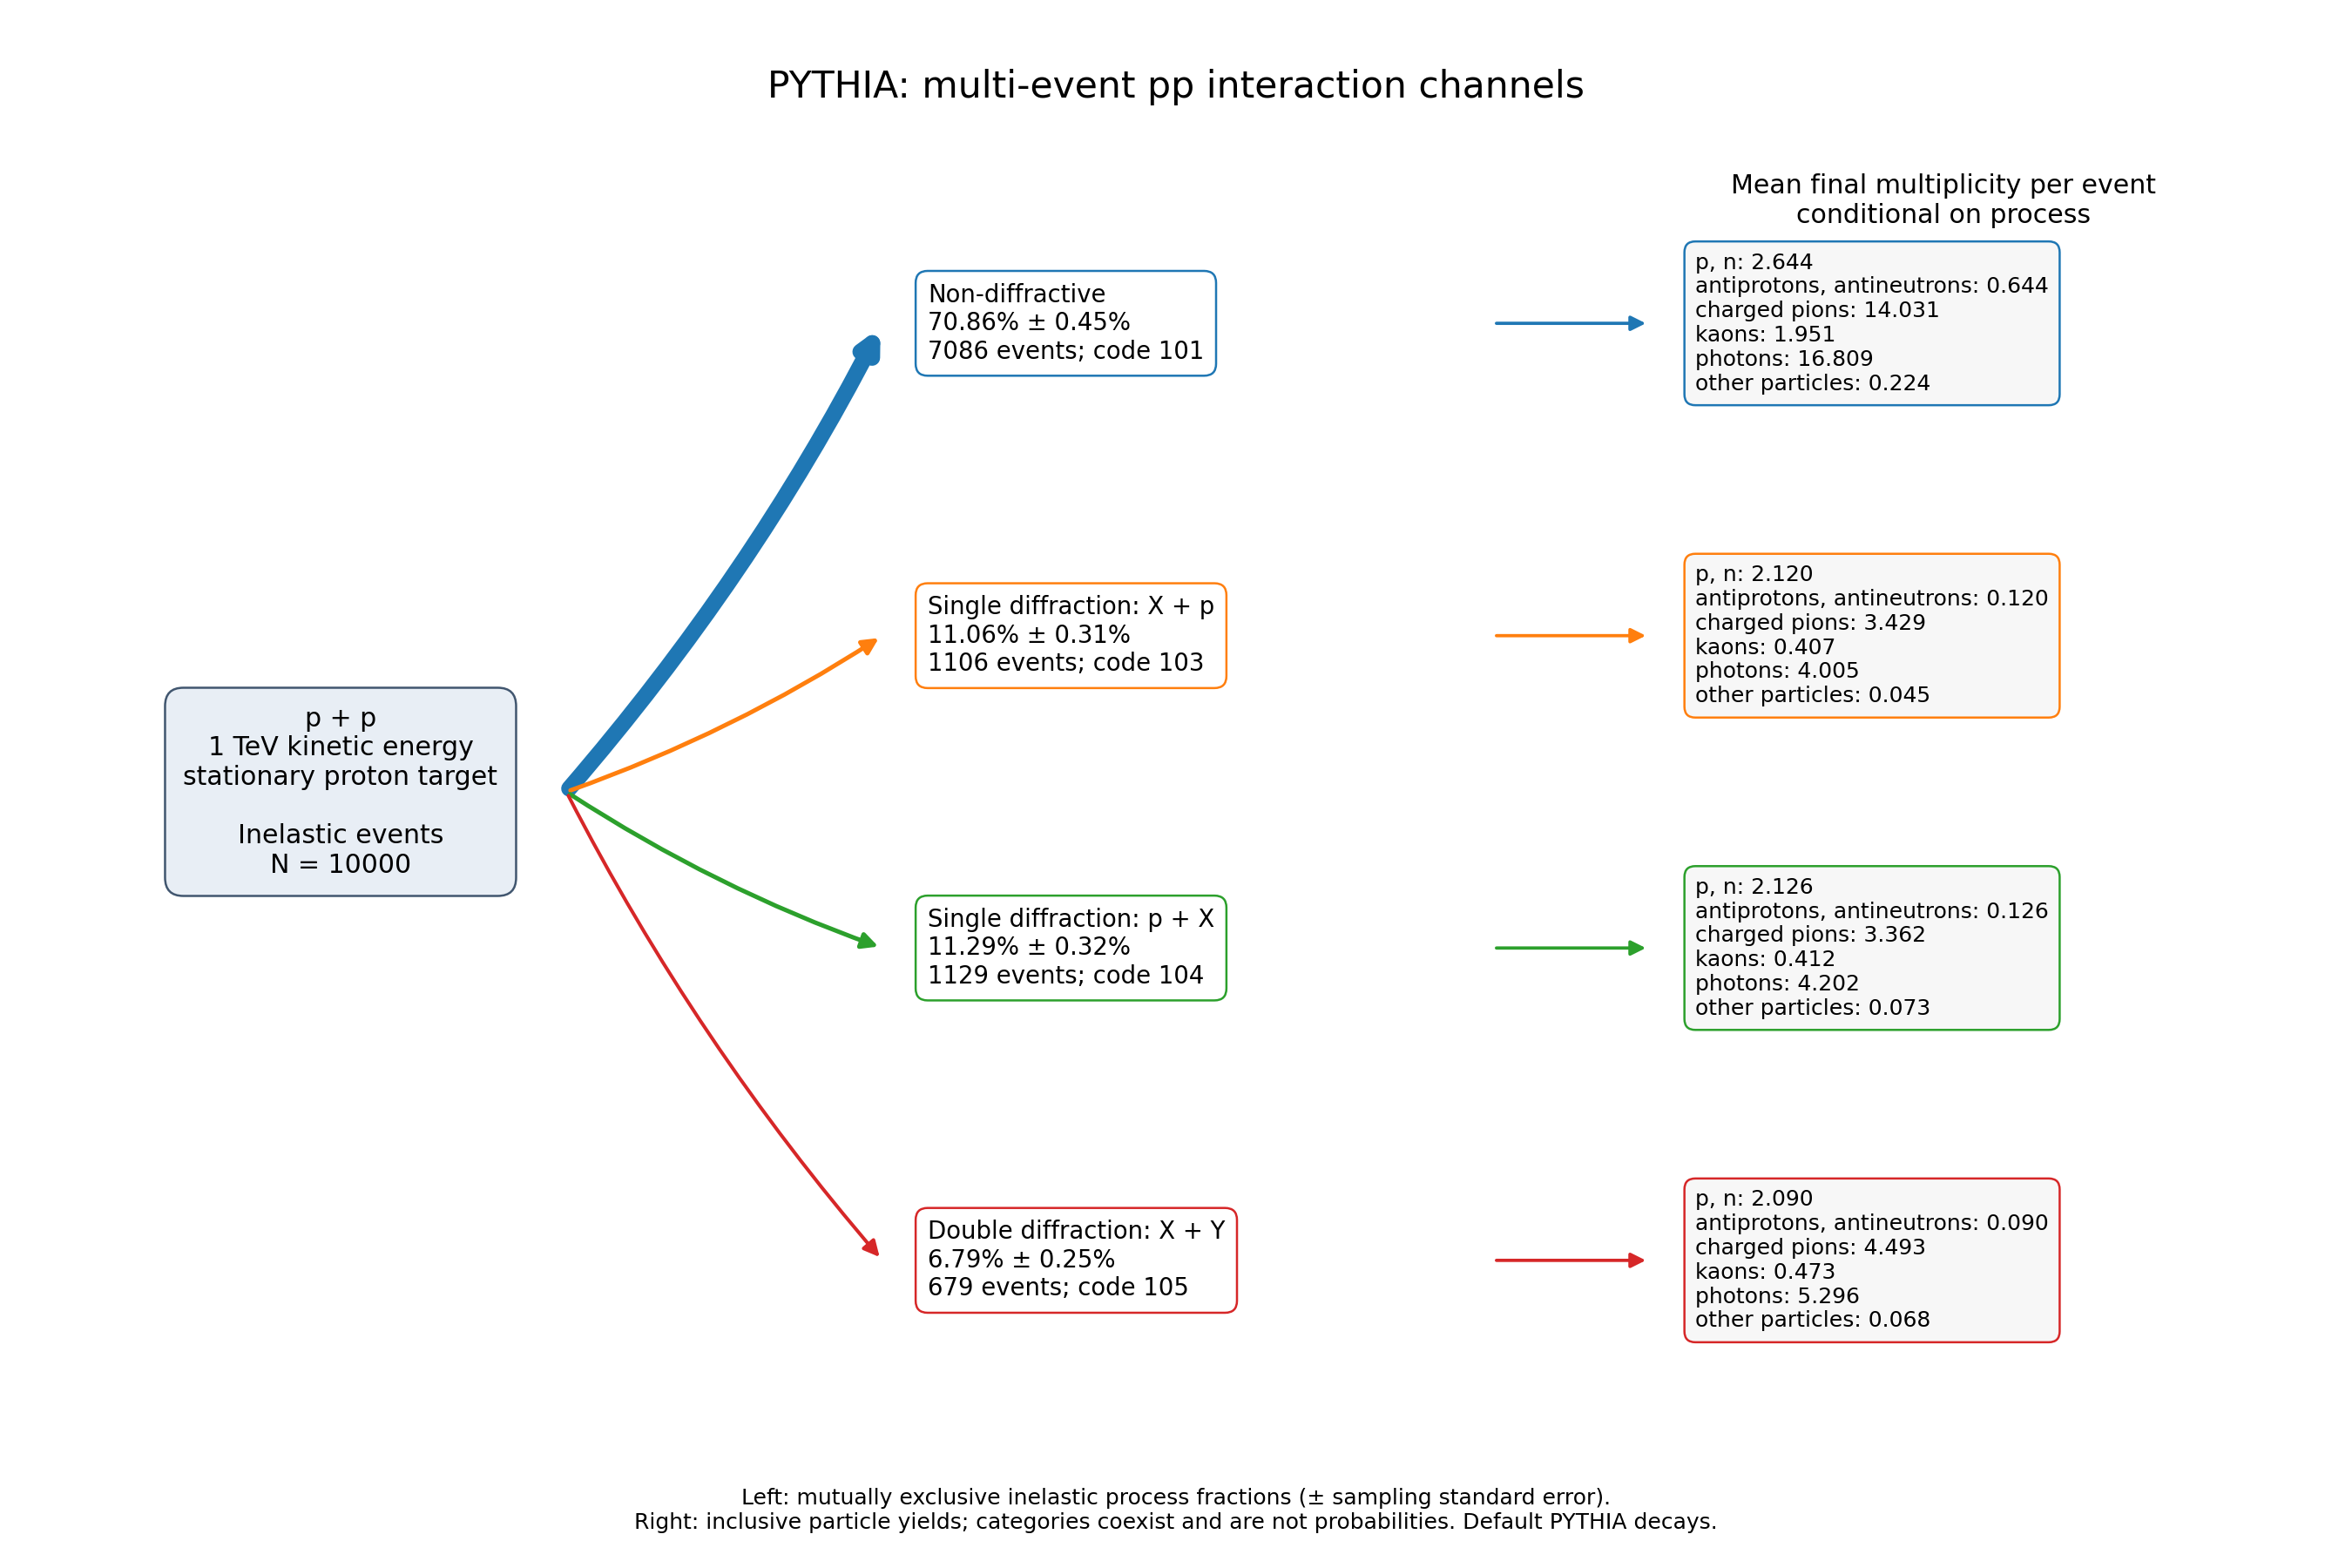 PYTHIA: multi-event pp interaction channels
Mean final multiplicity per event
conditional on process
p + p
1 TeV kinetic energy
stationary proton target
Inelastic events
N = 10000
Non-diffractive
70.86% ± 0.45%
7086 events; code 101
p, n: 2.644
antiprotons, antineutrons: 0.644
charged pions: 14.031
kaons: 1.951
photons: 16.809
other particles: 0.224
Single diffraction: X + p
11.06% ± 0.31%
1106 events; code 103
p, n: 2.120
antiprotons, antineutrons: 0.120
charged pions: 3.429
kaons: 0.407
photons: 4.005
other particles: 0.045
Single diffraction: p + X
11.29% ± 0.32%
1129 events; code 104
p, n: 2.126
antiprotons, antineutrons: 0.126
charged pions: 3.362
kaons: 0.412
photons: 4.202
other particles: 0.073
Double diffraction: X + Y
6.79% ± 0.25%
679 events; code 105
p, n: 2.090
antiprotons, antineutrons: 0.090
charged pions: 4.493
kaons: 0.473
photons: 5.296
other particles: 0.068
Left: mutually exclusive inelastic process fractions (± sampling standard error).
Right: inclusive particle yields; categories coexist and are not probabilities. Default PYTHIA decays.